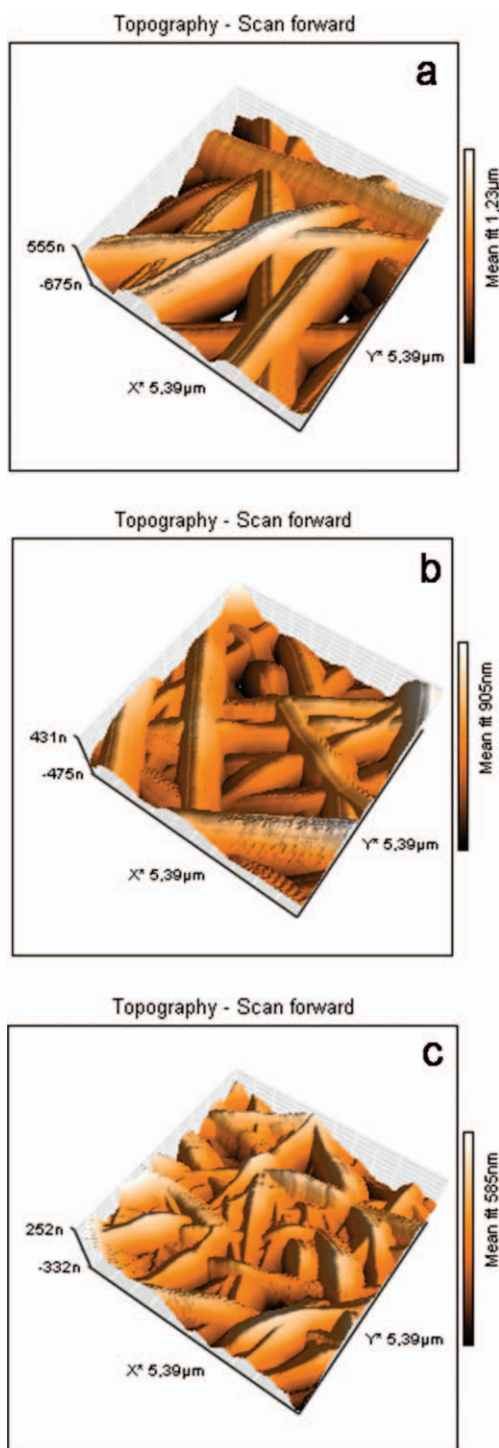 Topography - Scan forward
a
555n
-675n
X* 5,39µm
Y* 5,39µm
Mean fit 1,23µm
Topography - Scan forward
b
431n
-475n
X* 5,39µm
Y* 5,39µm
Mean fit 905nm
Topography - Scan forward
c
252n
-332n
X* 5,39µm
Y* 5,39µm
Mean fit 585nm